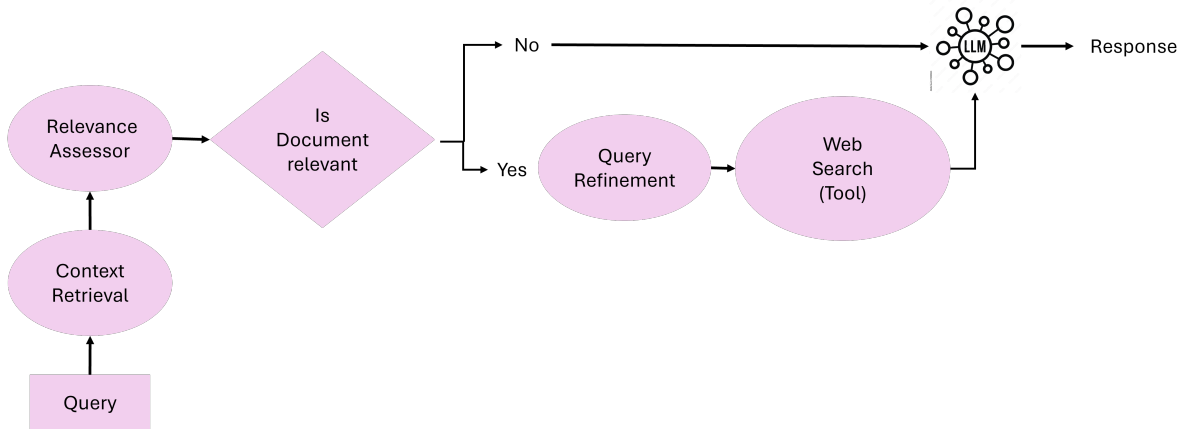 No
LLM
Response
Relevance
Assessor
Is
Document
relevant
Yes
Query
Refinement
Web
Search
(Tool)
Context
Retrieval
Query